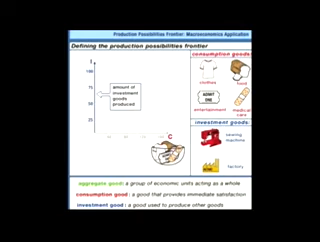 Production Possibilities Frontier: Macroeconomics Application
Defining the production possibilities frontier
consumption goods:
I
100
75
50
25
amount of
investment
goods
produced
C
clothes
food
ADMIT
ONE
entertainment
medical
care
investment goods:
sewing
machine
factory
aggregate good: a group of economic units acting as a whole
consumption good: a good that provides immediate satisfaction
investment good: a good used to produce other goods